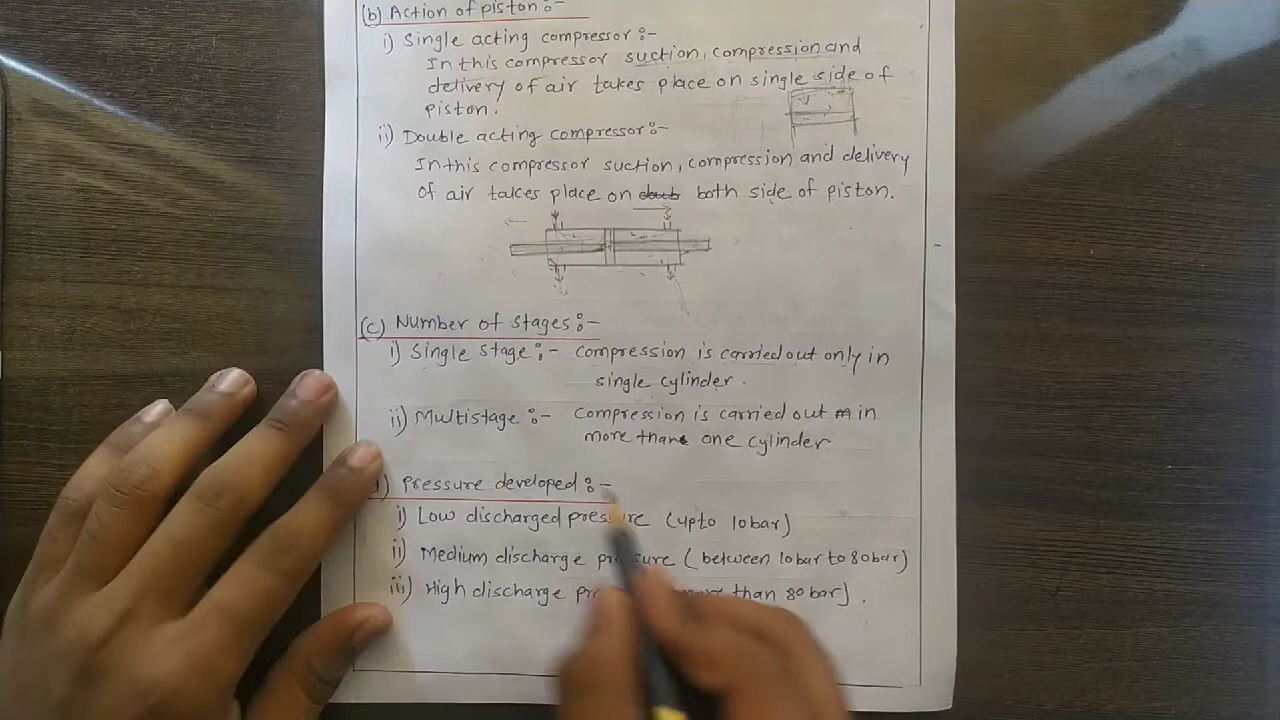 (b) Action of piston:-
i) Single acting compressor:-
In this compressor suction, compression and
delivery of air takes place on single side of
piston.
ii) Double acting compressor:-
In this compressor suction, compression and delivery
of air takes place on both side of piston.
(c) Number of stages:-
i) Single stage:- compression is carried out only in
single cylinder.
ii) Multistage:- compression is carried out in
more than one cylinder
) Pressure developed:-
i) Low discharged pressure (upto 10 bar)
ii) Medium discharge pressure (between 10 bar to 80 bar)
iii) High discharge more than 80 bar).